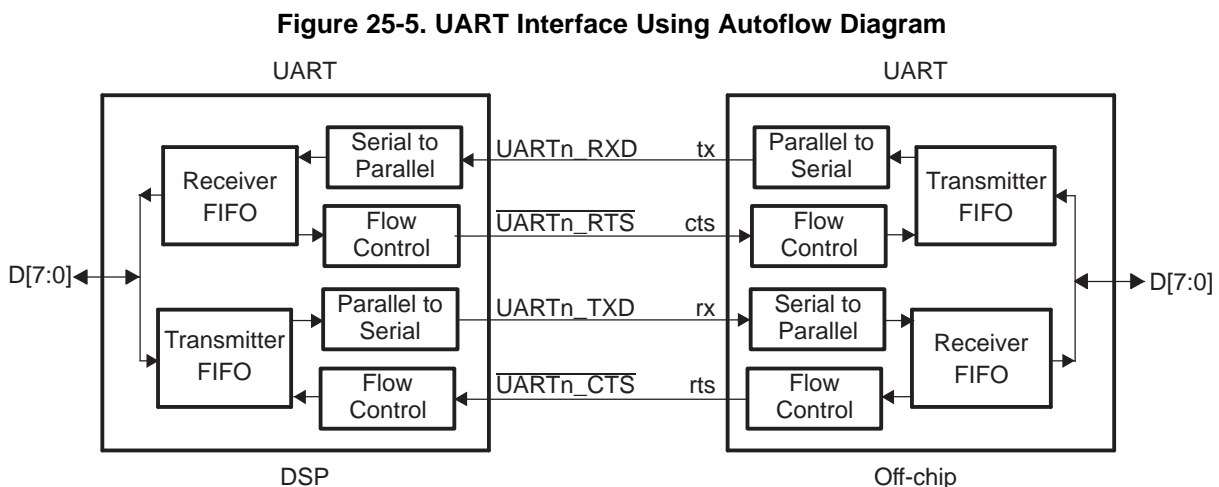 Figure 25-5. UART Interface Using Autoflow Diagram
UART
UART
Serial to
Parallel
UARTn_RXD
tx
Parallel to
Serial
Receiver
FIFO
Transmitter
FIFO
Flow
Control
UARTn_RTS
cts
Flow
Control
D[7:0]
D[7:0]
Parallel to
Serial
UARTn_TXD
rx
Serial to
Parallel
Transmitter
FIFO
Receiver
FIFO
Flow
Control
UARTn_CTS
rts
Flow
Control
DSP
Off-chip